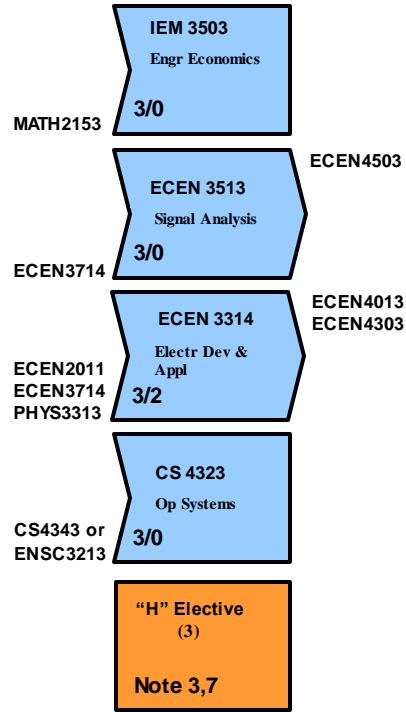 IEM 3503
Engr Economics
3/0
MATH2153
ECEN4503
ECEN 3513
Signal Analysis
3/0
ECEN3714
ECEN4013
ECEN4303
ECEN 3314
Electr Dev &
Appl
ECEN2011
ECEN3714
PHYS3313
3/2
CS 4323
Op Systems
3/0
CS4343 or
ENSC3213
“H” Elective
(3)
Note 3,7